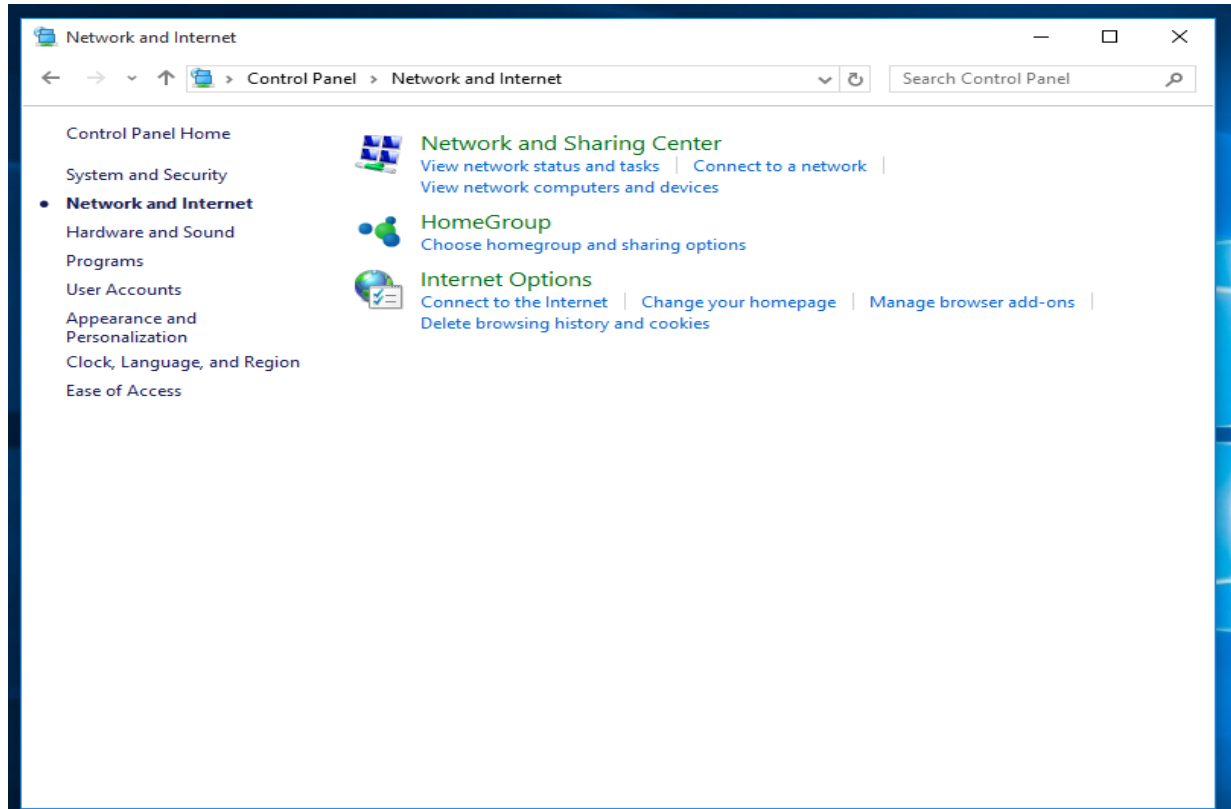 Network and Internet
Control Panel > Network and Internet
Search Control Panel
Control Panel Home
System and Security
Network and Internet
Hardware and Sound
Programs
User Accounts
Appearance and
Personalization
Clock, Language, and Region
Ease of Access
Network and Sharing Center
View network status and tasks | Connect to a network |
View network computers and devices
HomeGroup
Choose homegroup and sharing options
Internet Options
Connect to the Internet | Change your homepage | Manage browser add-ons |
Delete browsing history and cookies